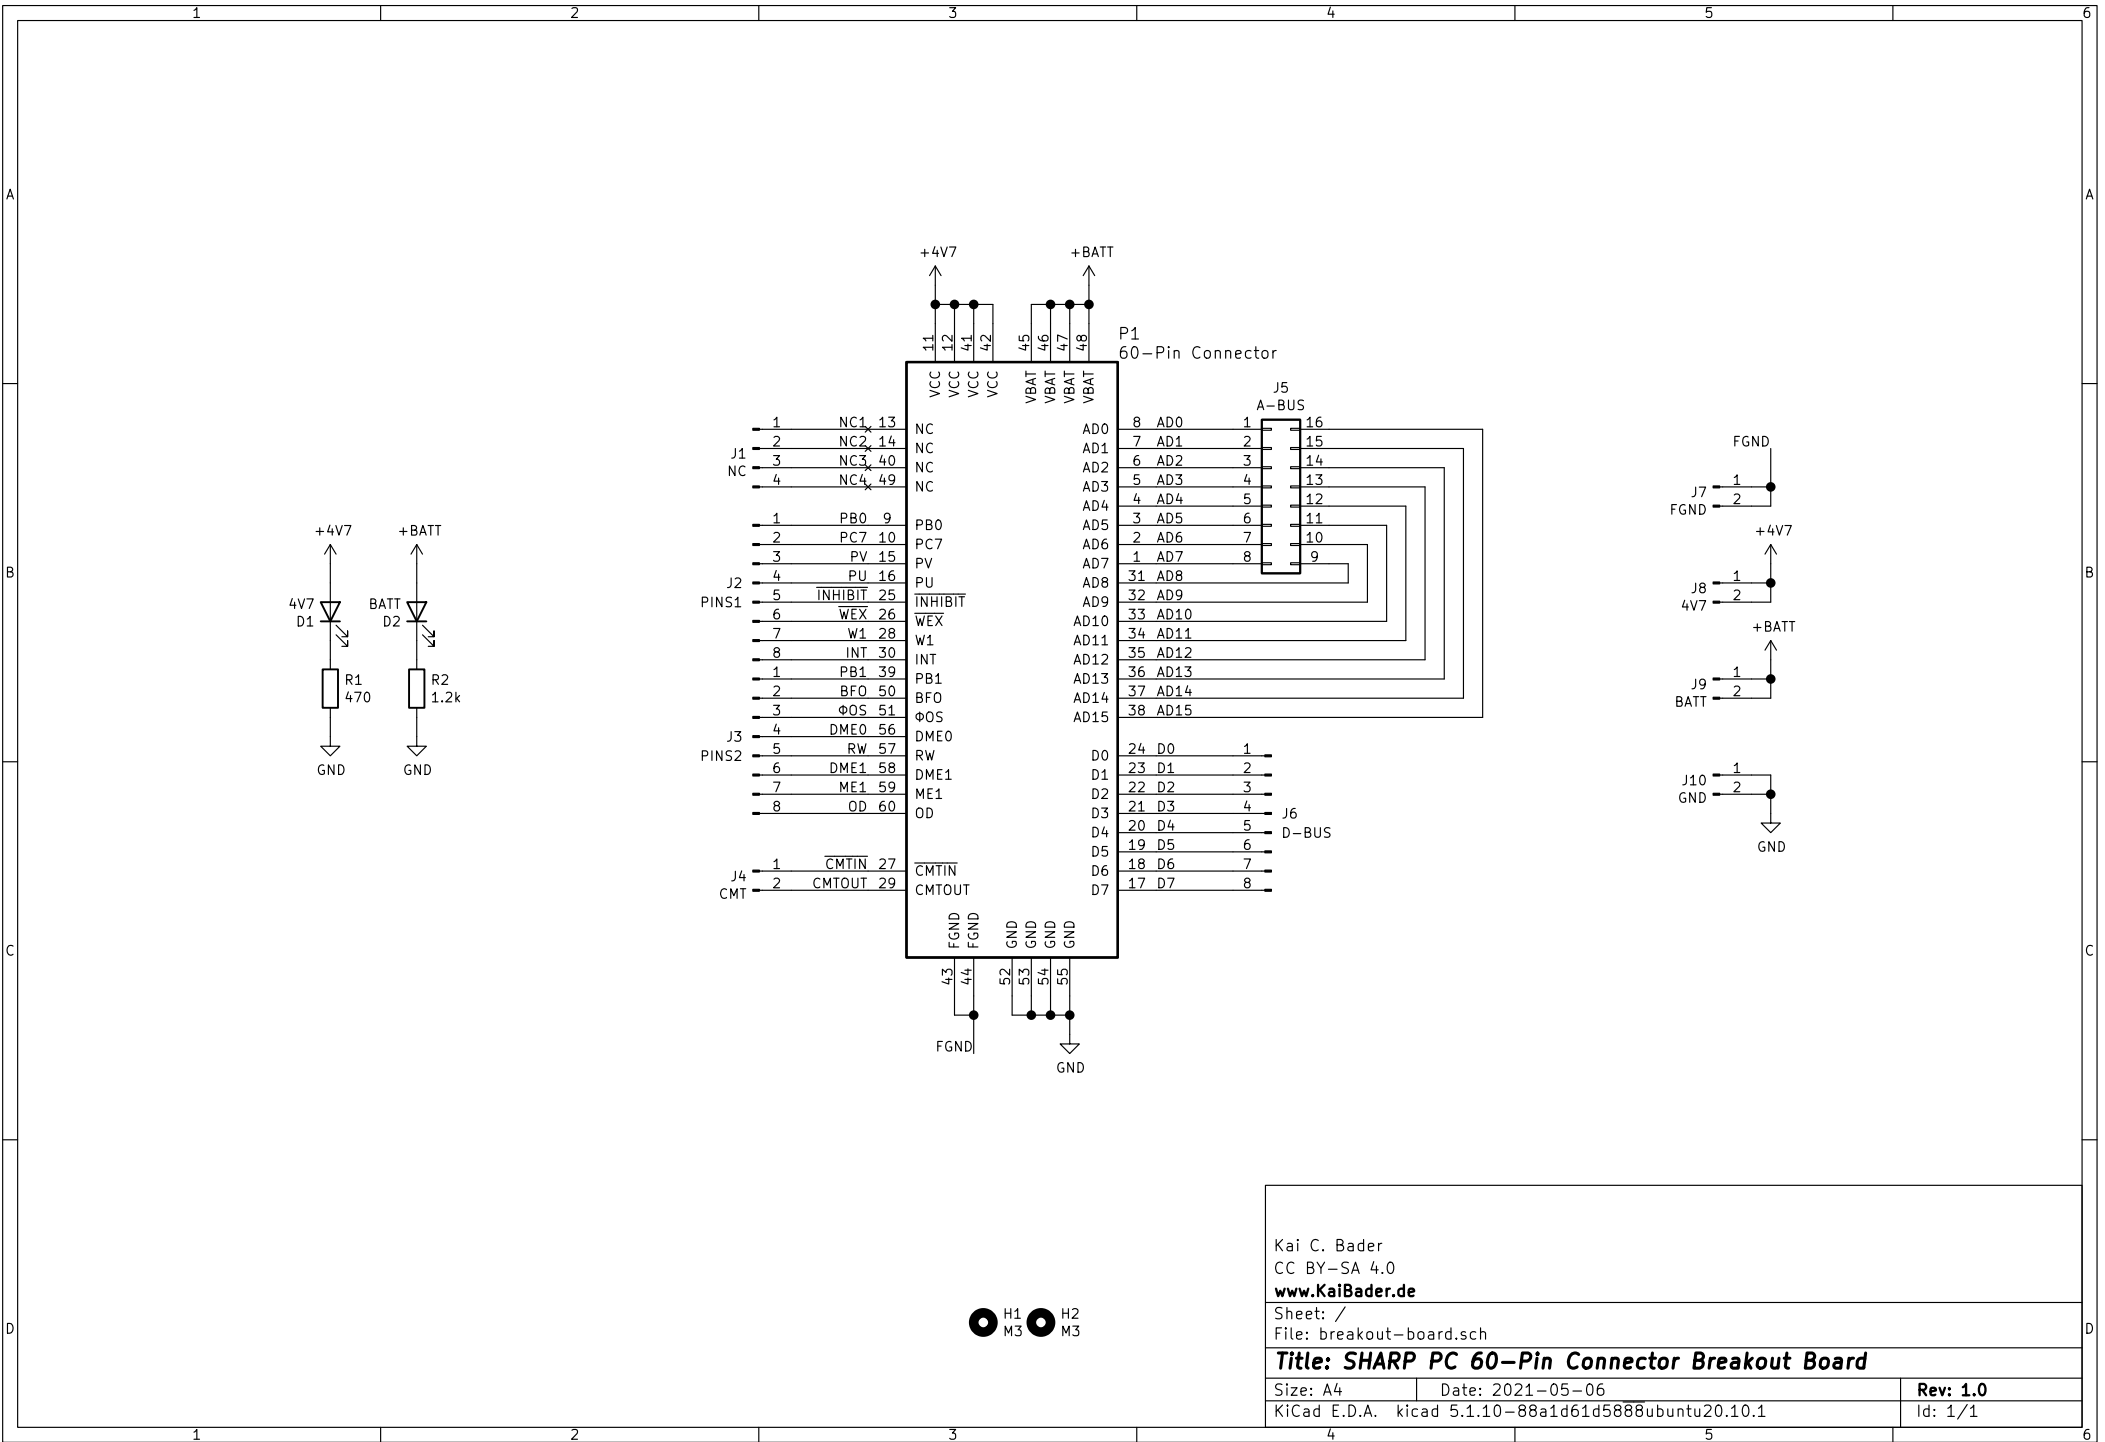 1 2 3 4 5 6
A A
B B
C C
D D
1 2 3 4 5 6
+4V7
+BATT
4V7
D1
BATT
D2
R1
470
R2
1.2k
GND
GND
+4V7
+BATT
11 12 41 42 45 46 47 48
VCC VCC VCC VCC VBAT VBAT VBAT VBAT
P1
60-Pin Connector
J1
NC
1 NC1 13 NC
2 NC2 14 NC
3 NC3 40 NC
4 NC4 49 NC
J2
PINS1
1 PB0 9 PB0
2 PC7 10 PC7
3 PV 15 PV
4 PU 16 PU
5 INHIBIT 25 INHIBIT
6 WEX 26 WEX
7 W1 28 W1
8 INT 30 INT
J3
PINS2
1 PB1 39 PB1
2 BFO 50 BFO
3 ΦOS 51 ΦOS
4 DME0 56 DME0
5 RW 57 RW
6 DME1 58 DME1
7 ME1 59 ME1
8 OD 60 OD
J4
CMT
1 CMTIN 27 CMTIN
2 CMTOUT 29 CMTOUT
J5
A-BUS
AD0 8 AD0 1 16
AD1 7 AD1 2 15
AD2 6 AD2 3 14
AD3 5 AD3 4 13
AD4 4 AD4 5 12
AD5 3 AD5 6 11
AD6 2 AD6 7 10
AD7 1 AD7 8 9
AD8 31 AD8
AD9 32 AD9
AD10 33 AD10
AD11 34 AD11
AD12 35 AD12
AD13 36 AD13
AD14 37 AD14
AD15 38 AD15
D0 24 D0 1
D1 23 D1 2
D2 22 D2 3
D3 21 D3 4
D4 20 D4 5
D5 19 D5 6
D6 18 D6 7
D7 17 D7 8
J6
D-BUS
FGND FGND GND GND GND GND
43 44 52 53 54 55
FGND
GND
FGND
J7
FGND
1
2
+4V7
J8
4V7
1
2
+BATT
J9
BATT
1
2
J10
GND
1
2
GND
H1
M3
H2
M3
Kai C. Bader
CC BY-SA 4.0
www.KaiBader.de
Sheet: /
File: breakout-board.sch
Title: SHARP PC 60-Pin Connector Breakout Board
Size: A4 Date: 2021-05-06 Rev: 1.0
KiCad E.D.A. kicad 5.1.10-88a1d61d5888ubuntu20.10.1 Id: 1/1